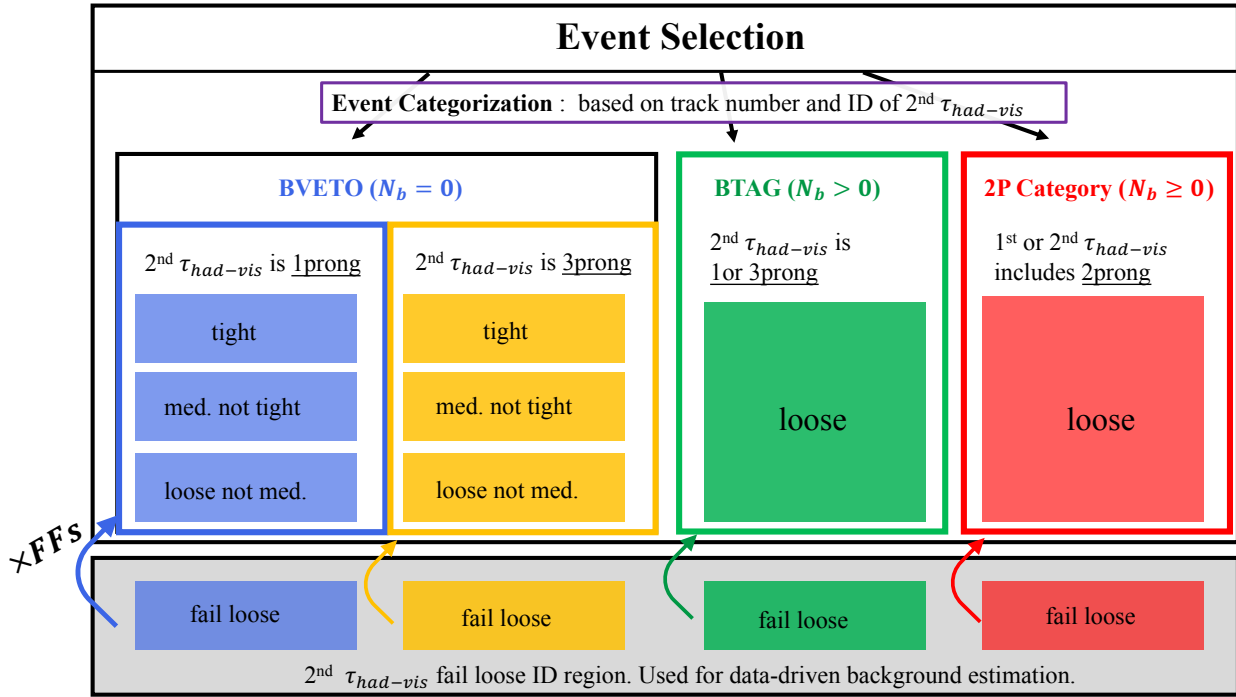 Event Selection
Event Categorization : based on track number and ID of 2nd τhad−vis
BVETO (Nb = 0)
2nd τhad−vis is 1prong
tight
med. not tight
loose not med.
2nd τhad−vis is 3prong
tight
med. not tight
loose not med.
BTAG (Nb > 0)
2nd τhad−vis is
1or 3prong
loose
2P Category (Nb ≥ 0)
1st or 2nd τhad−vis
includes 2prong
loose
×FFs
fail loose
fail loose
fail loose
fail loose
2nd τhad−vis fail loose ID region. Used for data-driven background estimation.